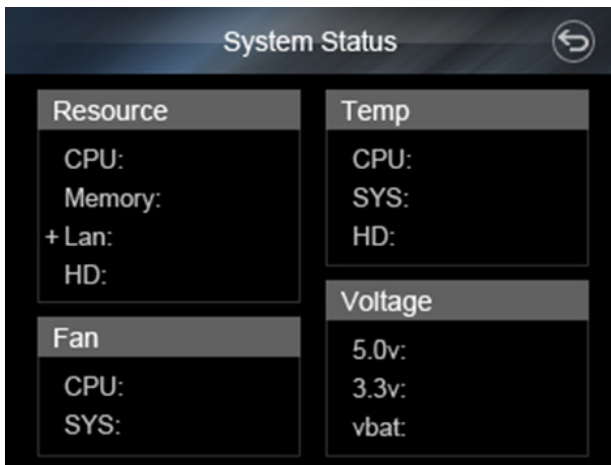 System Status
Resource
CPU:
Memory:
+ Lan:
HD:
Fan
CPU:
SYS:
Temp
CPU:
SYS:
HD:
Voltage
5.0v:
3.3v:
vbat: